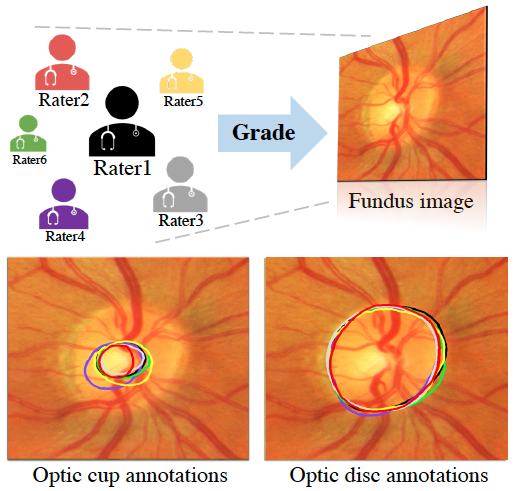 Rater2
Rater5
Grade
Rater6
Rater1
Fundus image
Rater4
Rater3
Optic cup annotations
Optic disc annotations